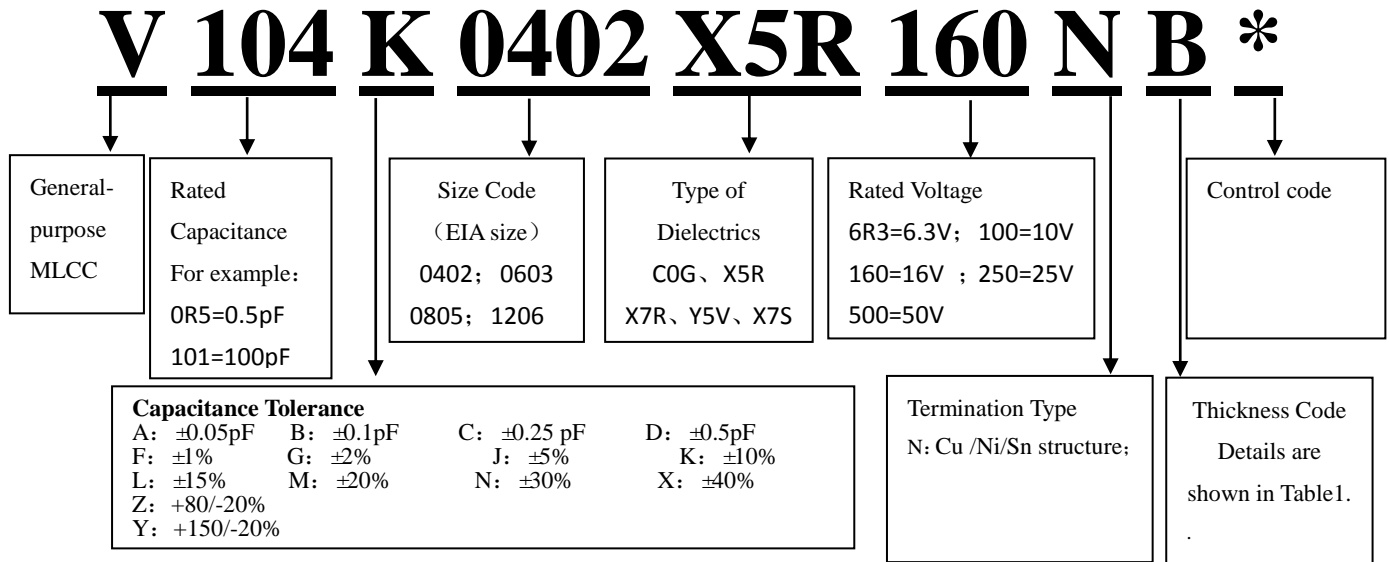 V 104 K 0402 X5R 160 N B *
General-
purpose
MLCC
Rated
Capacitance
For example：
0R5=0.5pF
101=100pF
Size Code
（EIA size）
0402；0603
0805；1206
Type of
Dielectrics
C0G、X5R
X7R、Y5V、X7S
Rated Voltage
6R3=6.3V；100=10V
160=16V ；250=25V
500=50V
Control code
Capacitance Tolerance
A：±0.05pF B：±0.1pF C：±0.25 pF D：±0.5pF
F：±1% G：±2% J：±5% K：±10%
L：±15% M：±20% N：±30% X：±40%
Z：+80/-20%
Y：+150/-20%
Termination Type
N：Cu /Ni/Sn structure；
Thickness Code
Details are
shown in Table1.
.